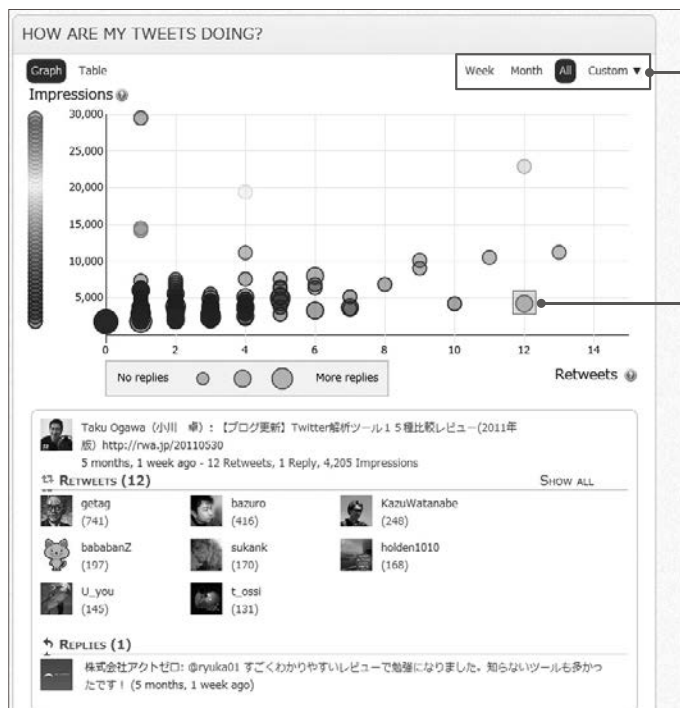 HOW ARE MY TWEETS DOING?
Graph Table Week Month All Custom ▼
Impressions
30,000
25,000
20,000
15,000
10,000
5,000
0 2 4 6 8 10 12 14
No replies More replies
Retweets
Taku Ogawa（小川　卓）:【ブログ更新】Twitter解析ツール１５種比較レビュー(2011年
版) http://rwa.jp/20110530
5 months, 1 week ago - 12 Retweets, 1 Reply, 4,205 Impressions
RETWEETS (12) SHOW ALL
getag bazuro KazuWatanabe
(741) (416) (248)
bababanZ sukank holden1010
(197) (170) (168)
U_you t_ossi
(145) (131)
REPLIES (1)
株式会社アクトゼロ: @ryuka01 すごくわかりやすいレビューで勉強になりました。知らないツールも多かっ
たです！ (5 months, 1 week ago)